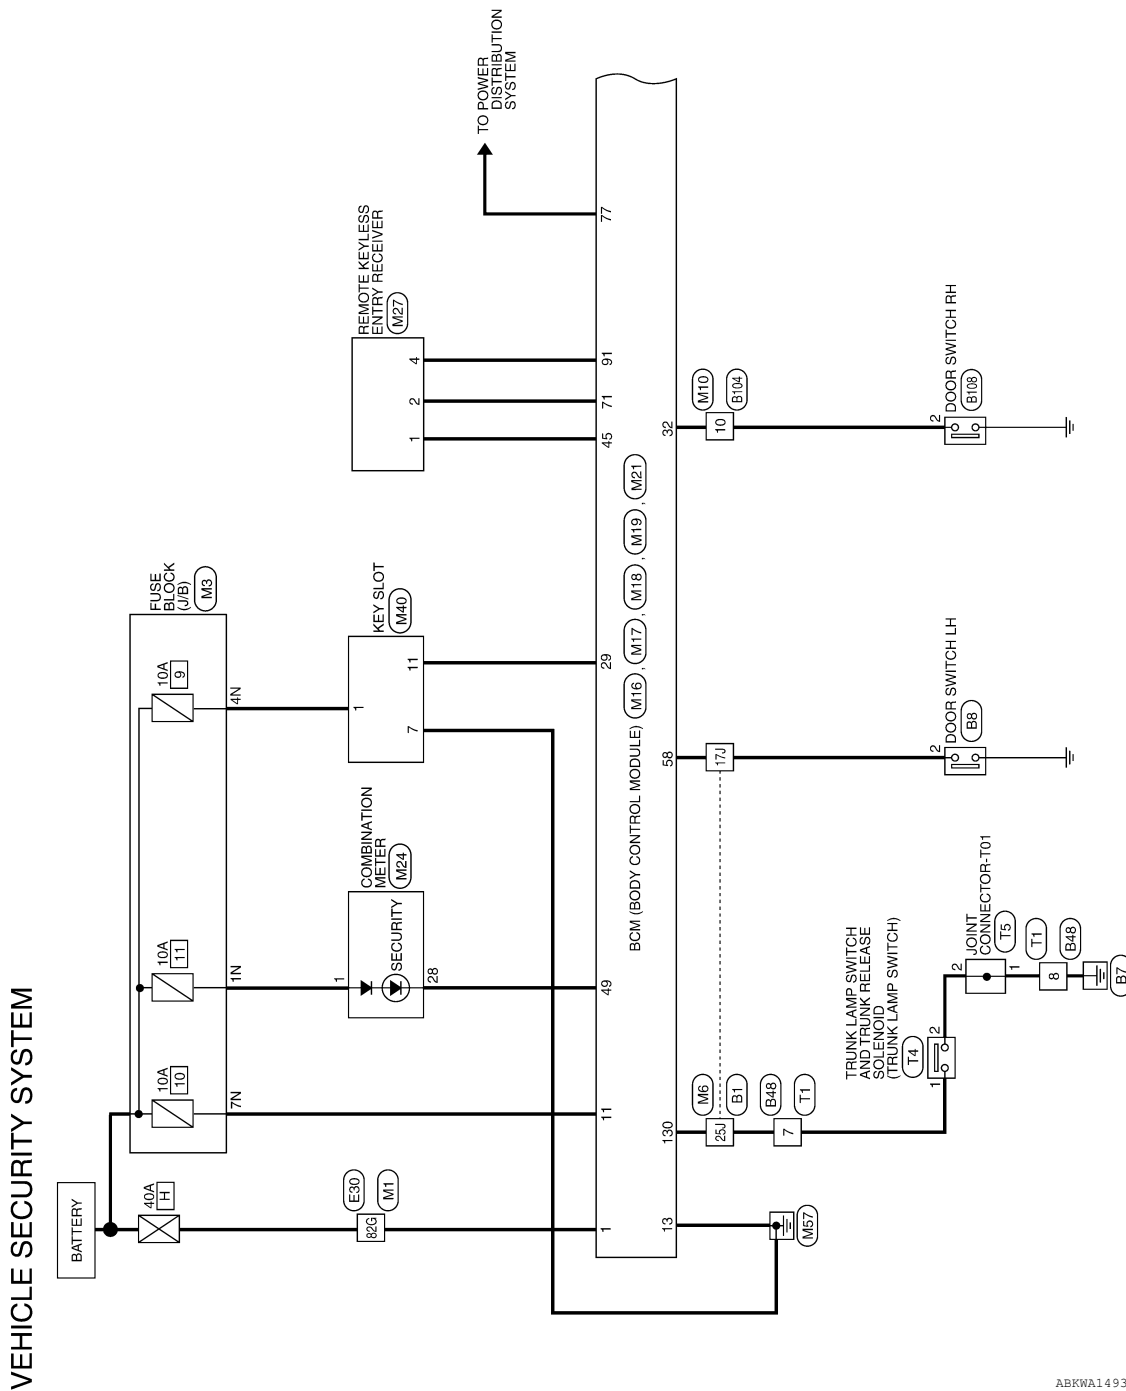 VEHICLE SECURITY SYSTEM
BATTERY
40A
H
E30
82G
M1
1
FUSE
BLOCK
(J/B)
M3
10A
10
7N
11
10A
11
1N
10A
9
4N
COMBINATION
METER
M24
1
SECURITY
28
49
KEY SLOT
M40
1
7
11
29
REMOTE KEYLESS
ENTRY RECEIVER
M27
1
2
4
45
71
91
77
TO POWER
DISTRIBUTION
SYSTEM
BCM (BODY CONTROL MODULE) M16 , M17 , M18 , M19 , M21
13
M57
130
25J
M6
B1
7
B48
T1
TRUNK LAMP SWITCH
AND TRUNK RELEASE
SOLENOID
(TRUNK LAMP SWITCH)
T4
1
2
JOINT
CONNECTOR-T01
T5
2
1
T1
8
B48
B7
58
17J
DOOR SWITCH LH
B8
2
32
10
M10
B104
DOOR SWITCH RH
B108
2
ABKWA1493